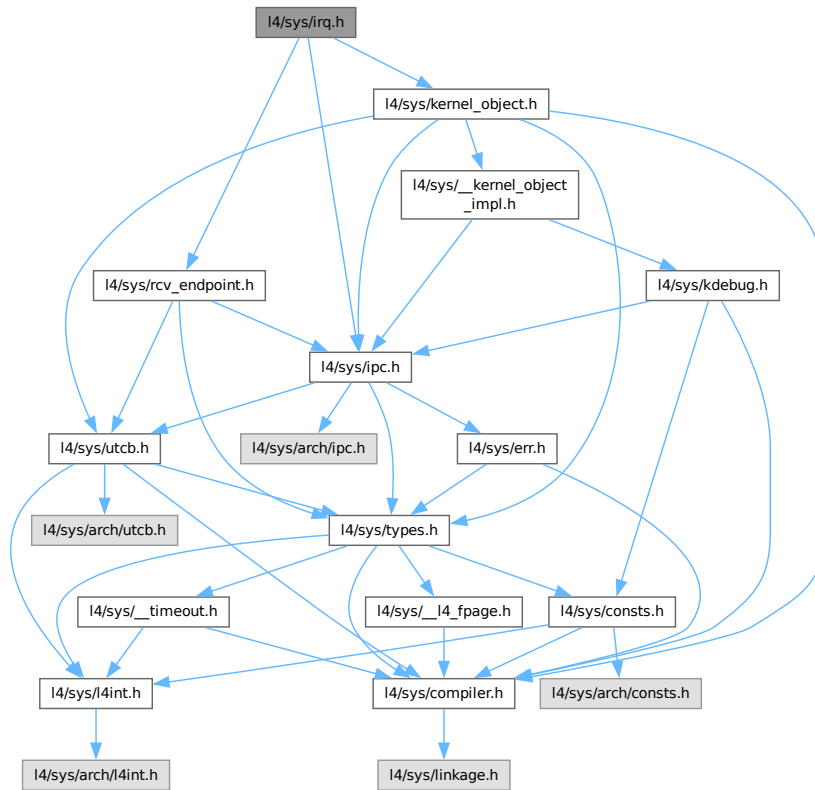 l4/sys/irq.h
l4/sys/kernel_object.h
l4/sys/__kernel_object
_impl.h
l4/sys/rcv_endpoint.h
l4/sys/kdebug.h
l4/sys/ipc.h
l4/sys/utcb.h
l4/sys/arch/ipc.h
l4/sys/err.h
l4/sys/arch/utcb.h
l4/sys/types.h
l4/sys/__timeout.h
l4/sys/__l4_fpage.h
l4/sys/consts.h
l4/sys/l4int.h
l4/sys/compiler.h
l4/sys/arch/consts.h
l4/sys/arch/l4int.h
l4/sys/linkage.h